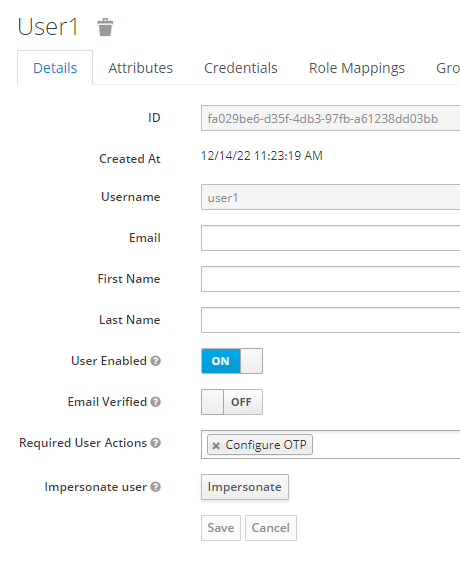 User1
Details Attributes Credentials Role Mappings Gro
ID fa029be6-d35f-4db3-97fb-a61238dd03bb
Created At 12/14/22 11:23:19 AM
Username user1
Email
First Name
Last Name
User Enabled ? ON
Email Verified ? OFF
Required User Actions ? × Configure OTP
Impersonate user ? Impersonate
Save Cancel